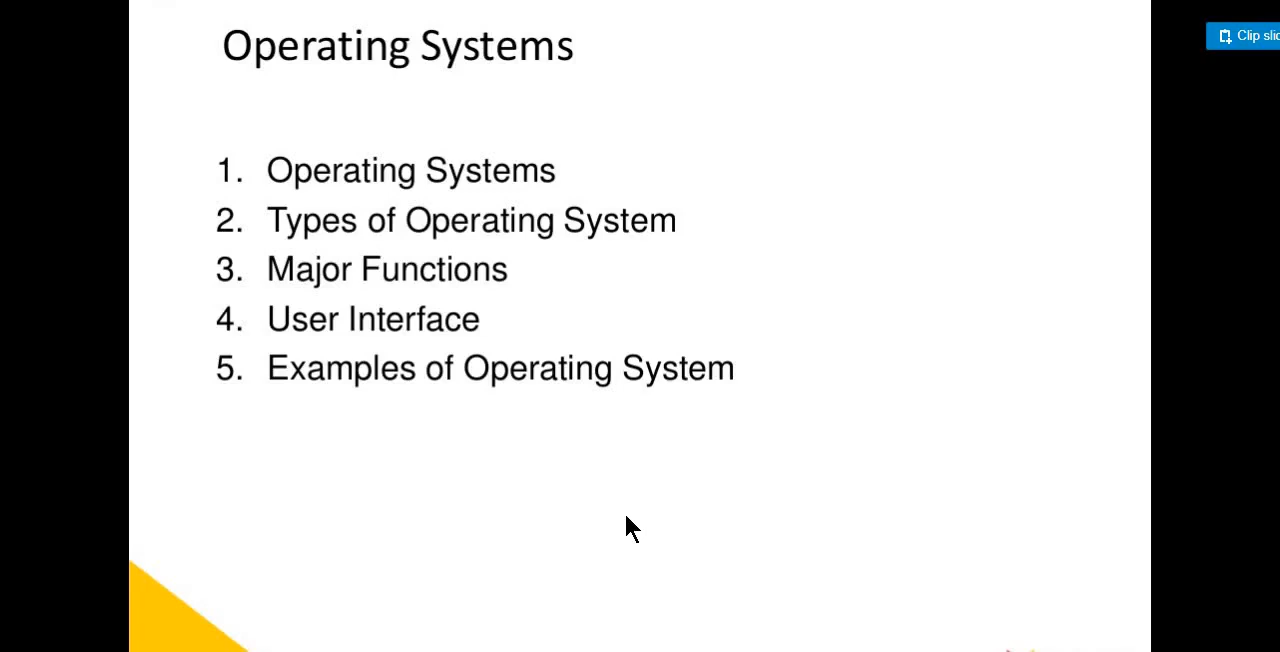 Operating Systems
1. Operating Systems
2. Types of Operating System
3. Major Functions
4. User Interface
5. Examples of Operating System
Clip